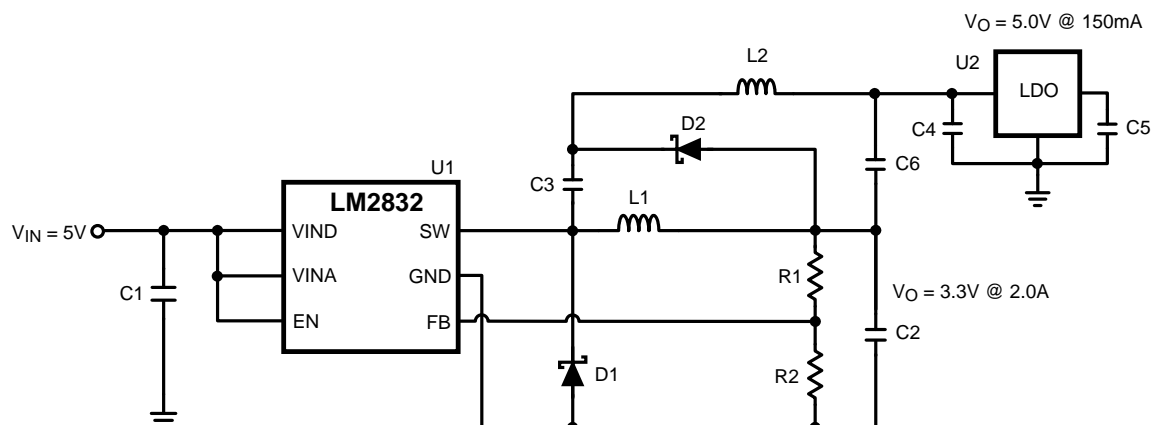 V_O = 5.0V @ 150mA
L2
U2
LDO
D2
C4
C5
C6
U1
C3
LM2832
L1
V_IN = 5V
VIND
SW
VINA
GND
R1
C1
V_O = 3.3V @ 2.0A
EN
FB
C2
D1
R2